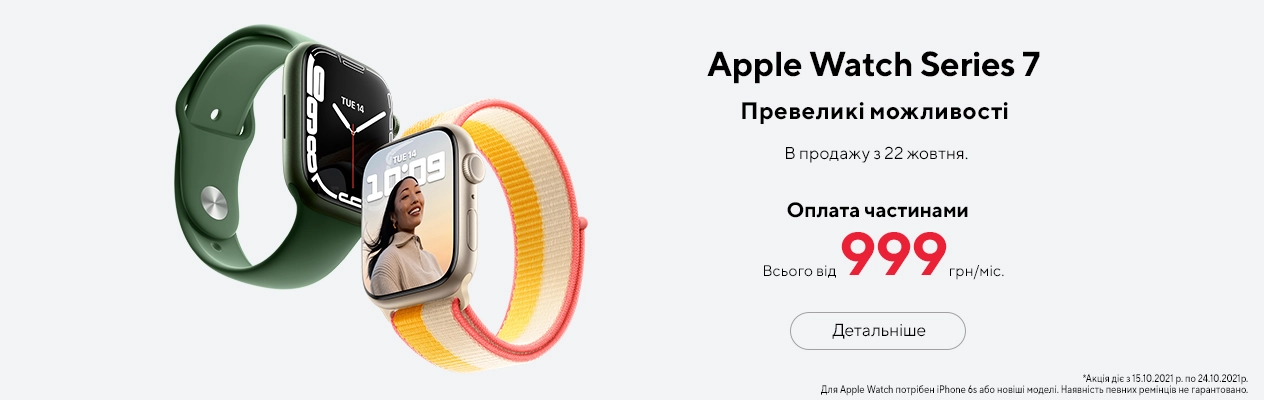 TUE 14
TUE 14
10:09
Apple Watch Series 7
Превеликі можливості
В продажу з 22 жовтня.
Оплата частинами
Всього від 999 грн/міс.
Детальніше
*Акція діє з 15.10.2021 р. по 24.10.2021р.
Для Apple Watch потрібен iPhone 6s або новіші моделі. Наявність певних ремінців не гарантовано.